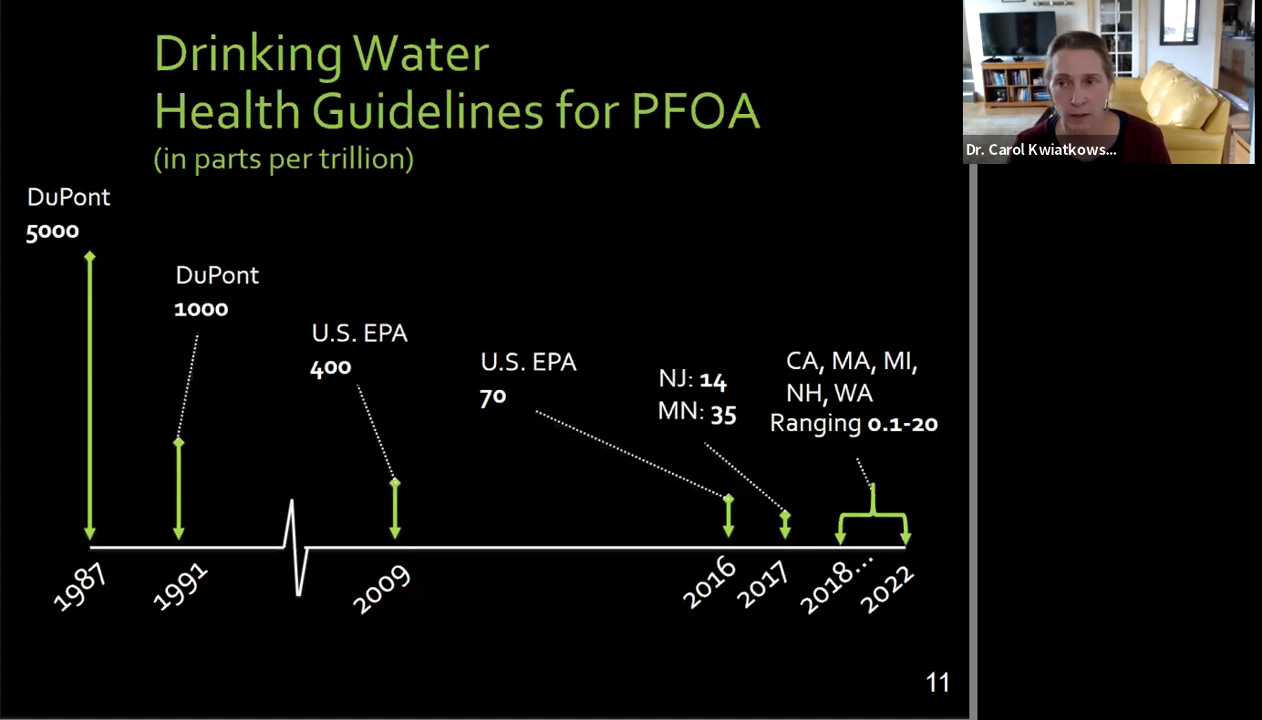 Drinking Water
Health Guidelines for PFOA
(in parts per trillion)
Dr. Carol Kwiatkows...
DuPont
5000
DuPont
1000
U.S. EPA
400
U.S. EPA
70
NJ: 14
MN: 35
CA, MA, MI,
NH, WA
Ranging 0.1-20
1987
1991
2009
2016
2017
2018...
2022
11